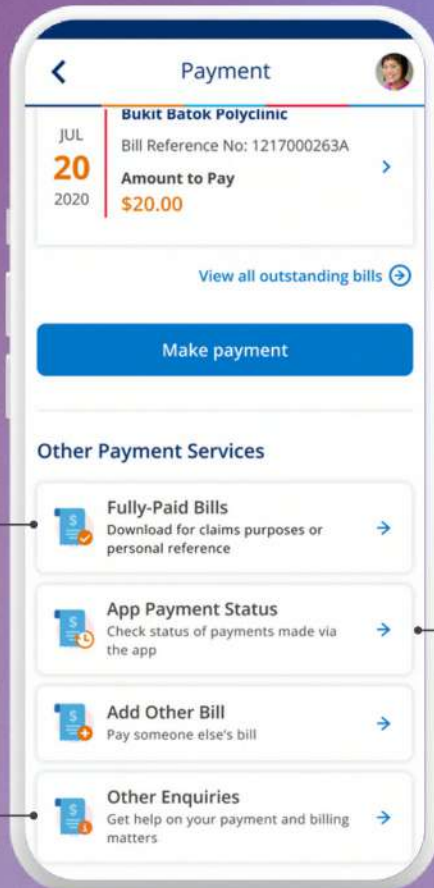 Payment
Bukit Batok Polyclinic
JUL
20
2020
Bill Reference No: 1217000263A
Amount to Pay
$20.00
View all outstanding bills
Make payment
Other Payment Services
Fully-Paid Bills
Download for claims purposes or
personal reference
App Payment Status
Check status of payments made via
the app
Add Other Bill
Pay someone else's bill
Other Enquiries
Get help on your payment and billing
matters